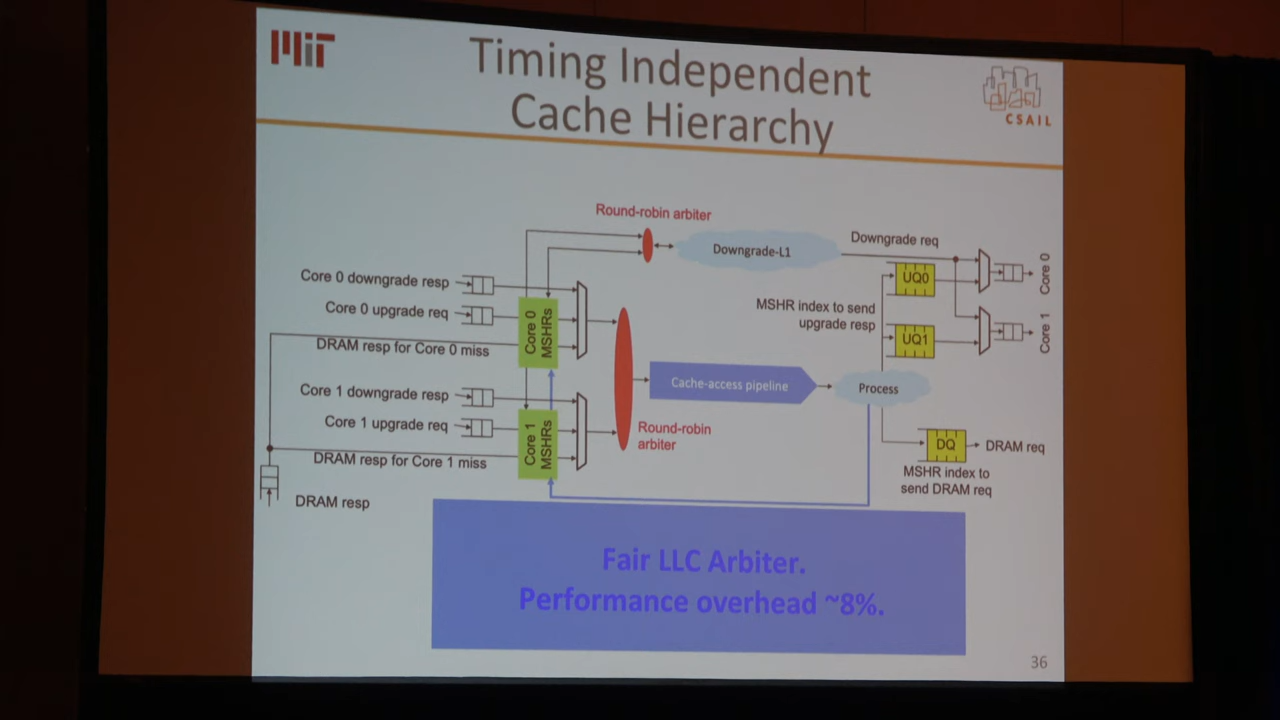 MIT
Timing Independent
Cache Hierarchy
CSAIL
Round-robin arbiter
Downgrade-L1
Downgrade req
Core 0
Core 0 downgrade resp
Core 0 upgrade req
DRAM resp for Core 0 miss
Core 0
MSHRs
MSHR index to send
upgrade resp
UQ0
UQ1
Core 1
Cache-access pipeline
Process
Core 1 downgrade resp
Core 1 upgrade req
DRAM resp for Core 1 miss
Core 1
MSHRs
Round-robin
arbiter
DQ
DRAM req
MSHR index to
send DRAM req
DRAM resp
Fair LLC Arbiter.
Performance overhead ~8%.
36